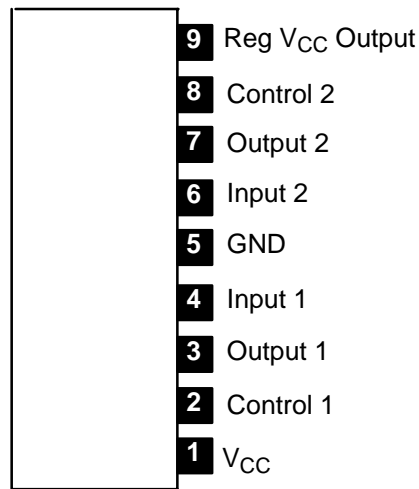 9 Reg VCC Output
8 Control 2
7 Output 2
6 Input 2
5 GND
4 Input 1
3 Output 1
2 Control 1
1 VCC